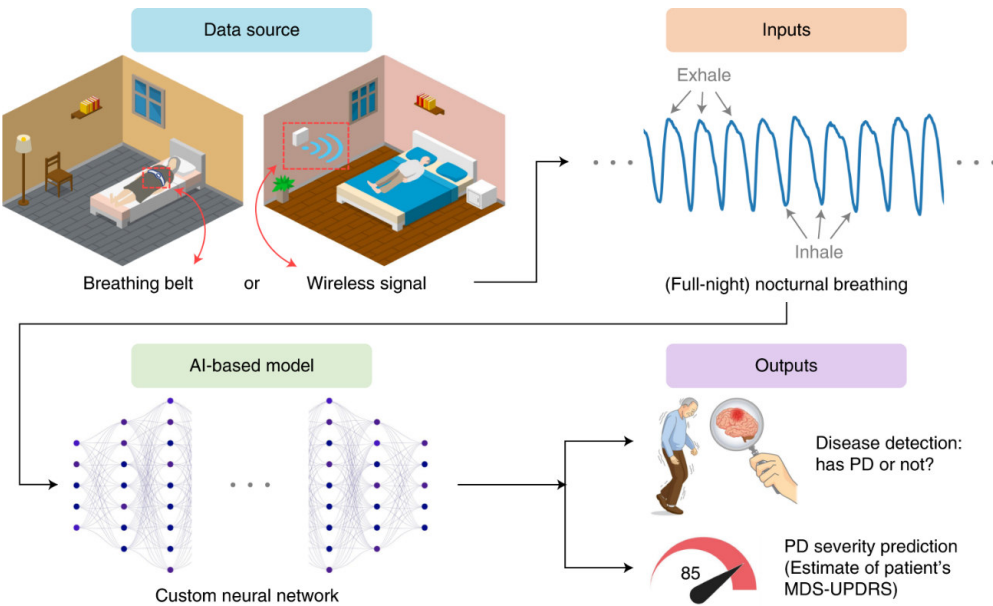 Data source
Inputs
Exhale
Inhale
Breathing belt
or
Wireless signal
(Full-night) nocturnal breathing
AI-based model
Outputs
Disease detection:
has PD or not?
85
PD severity prediction
(Estimate of patient's
MDS-UPDRS)
Custom neural network